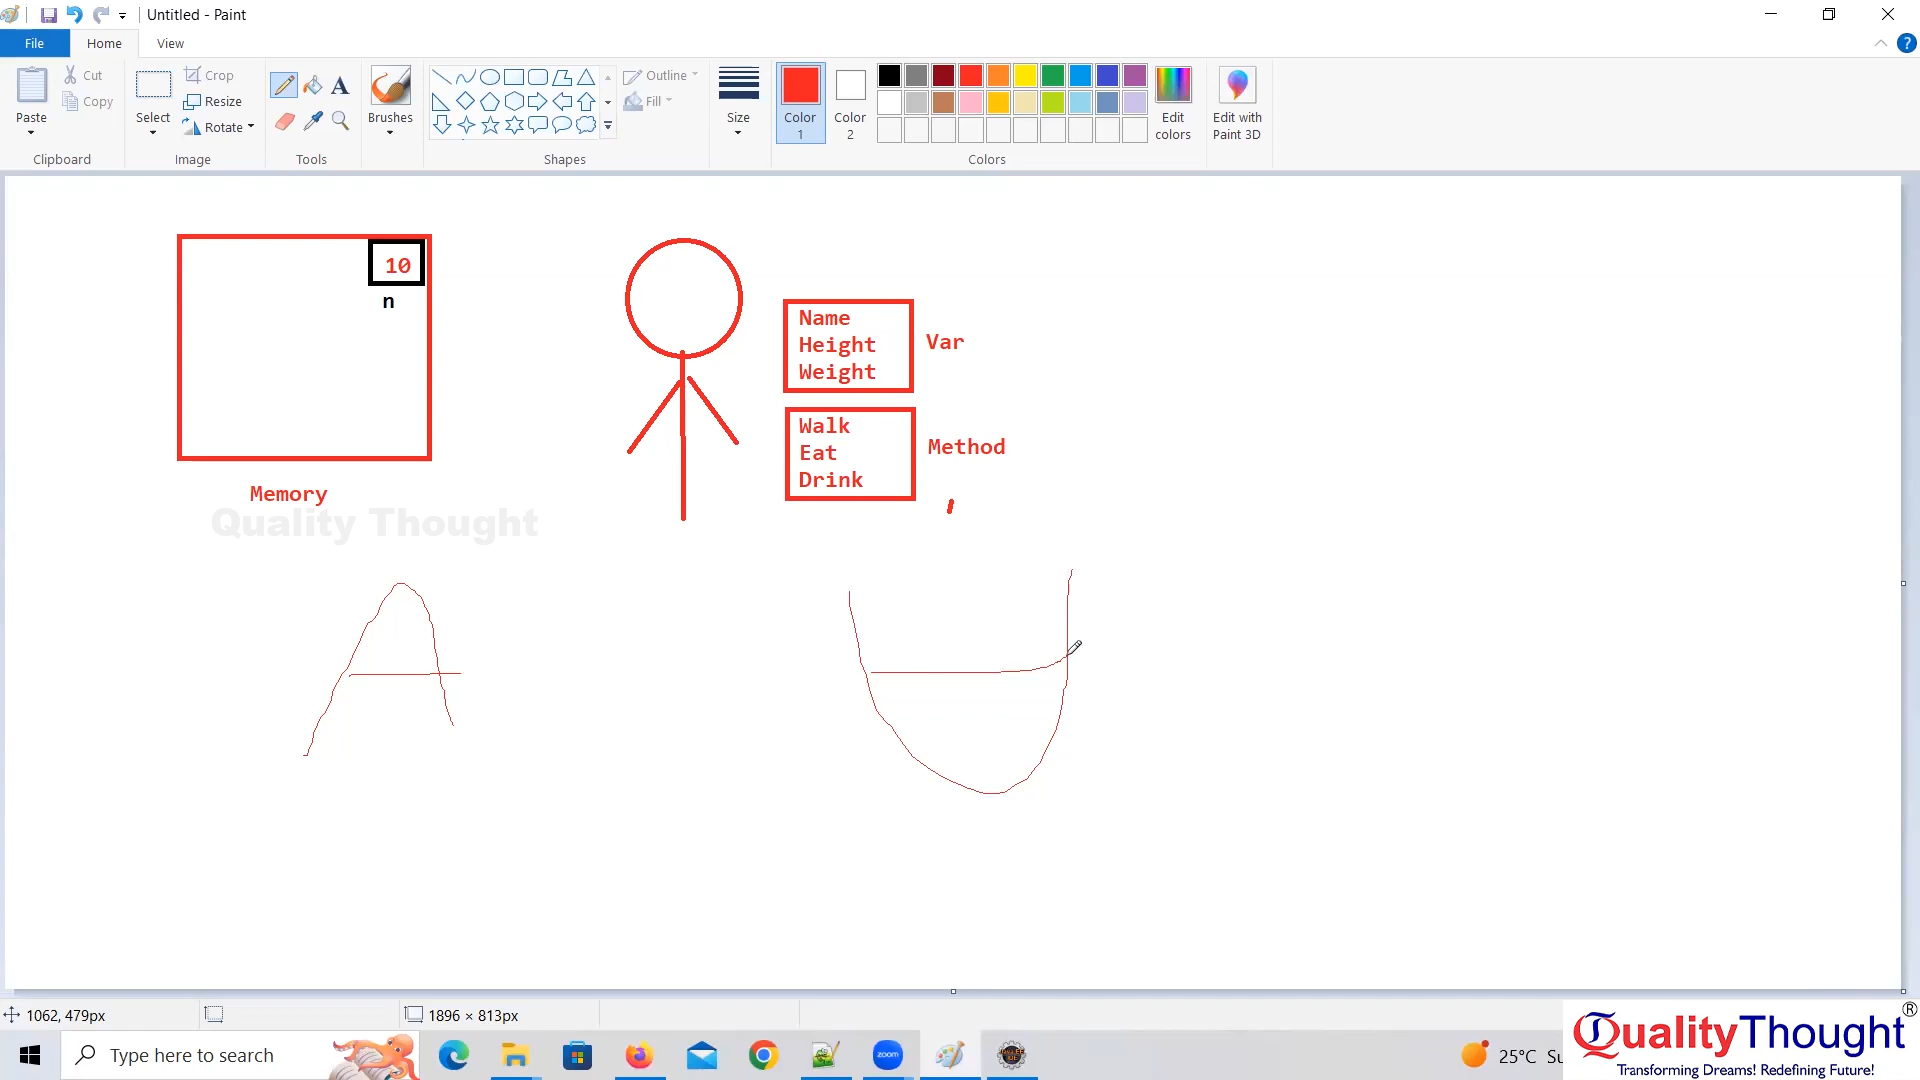 Untitled - Paint
File
Home
View
Cut
Copy
Paste
Clipboard
Select
Crop
Resize
Rotate
Image
A
Tools
Brushes
Outline
Fill
Shapes
Size
Color
1
Color
2
Edit
colors
Colors
Edit with
Paint 3D
?
10
n
Memory
Name
Height
Weight
Var
Walk
Eat
Drink
Method
Quality Thought
A
1062, 479px
1896 × 813px
Type here to search
zoom
25°C Su
QualityThought®
Transforming Dreams! Redefining Future!